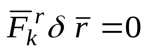 F̅ₖʳ δ r̅ = 0